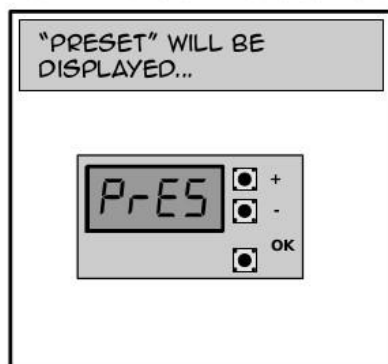 "PRESET" WILL BE
DISPLAYED...
PrES
+
-
OK